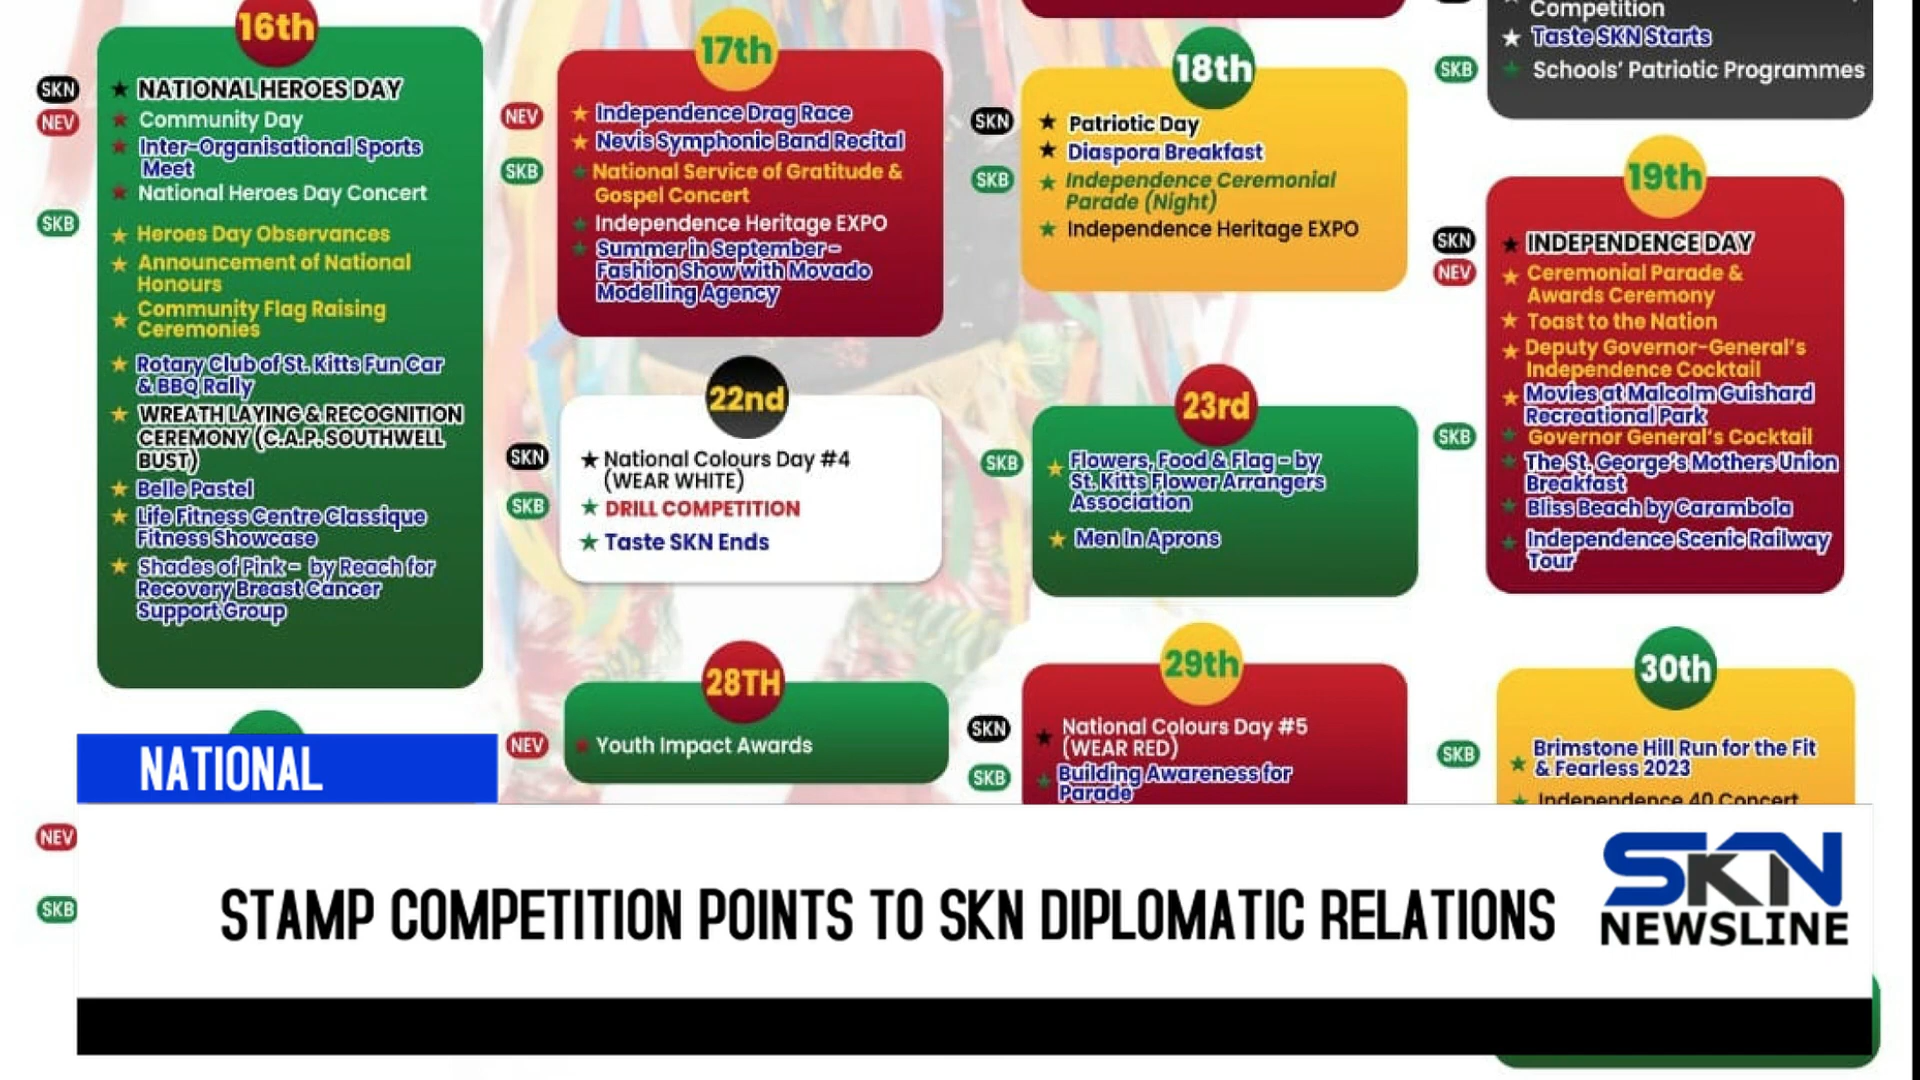 Competition
Taste SKN Starts
SKB
Schools' Patriotic Programmes
16th
SKN
NATIONAL HEROES DAY
NEV
Community Day
Inter-Organisational Sports
Meet
National Heroes Day Concert
SKB
Heroes Day Observances
Announcement of National
Honours
Community Flag Raising
Ceremonies
Rotary Club of St. Kitts Fun Car
& BBQ Rally
WREATH LAYING & RECOGNITION
CEREMONY (C.A.P. SOUTHWELL
BUST)
Belle Pastel
Life Fitness Centre Classique
Fitness Showcase
Shades of Pink - by Reach for
Recovery Breast Cancer
Support Group
17th
NEV
Independence Drag Race
Nevis Symphonic Band Recital
SKB
National Service of Gratitude &
Gospel Concert
Independence Heritage EXPO
Summer in September -
Fashion Show with Movado
Modelling Agency
18th
SKN
Patriotic Day
Diaspora Breakfast
SKB
Independence Ceremonial
Parade (Night)
Independence Heritage EXPO
19th
SKN
INDEPENDENCE DAY
NEV
Ceremonial Parade &
Awards Ceremony
Toast to the Nation
Deputy Governor-General's
Independence Cocktail
Movies at Malcolm Guishard
Recreational Park
SKB
Governor General's Cocktail
The St. George's Mothers Union
Breakfast
Bliss Beach by Carambola
Independence Scenic Railway
Tour
22nd
SKN
National Colours Day #4
(WEAR WHITE)
SKB
DRILL COMPETITION
Taste SKN Ends
23rd
SKB
Flowers, Food & Flag - by
St. Kitts Flower Arrangers
Association
Men In Aprons
28TH
NEV
Youth Impact Awards
29th
SKN
National Colours Day #5
(WEAR RED)
SKB
Building Awareness for
Parade
30th
SKB
Brimstone Hill Run for the Fit
& Fearless 2023
Independence 40 Concert
NATIONAL
NEV
SKB
STAMP COMPETITION POINTS TO SKN DIPLOMATIC RELATIONS
SKN
NEWSLINE